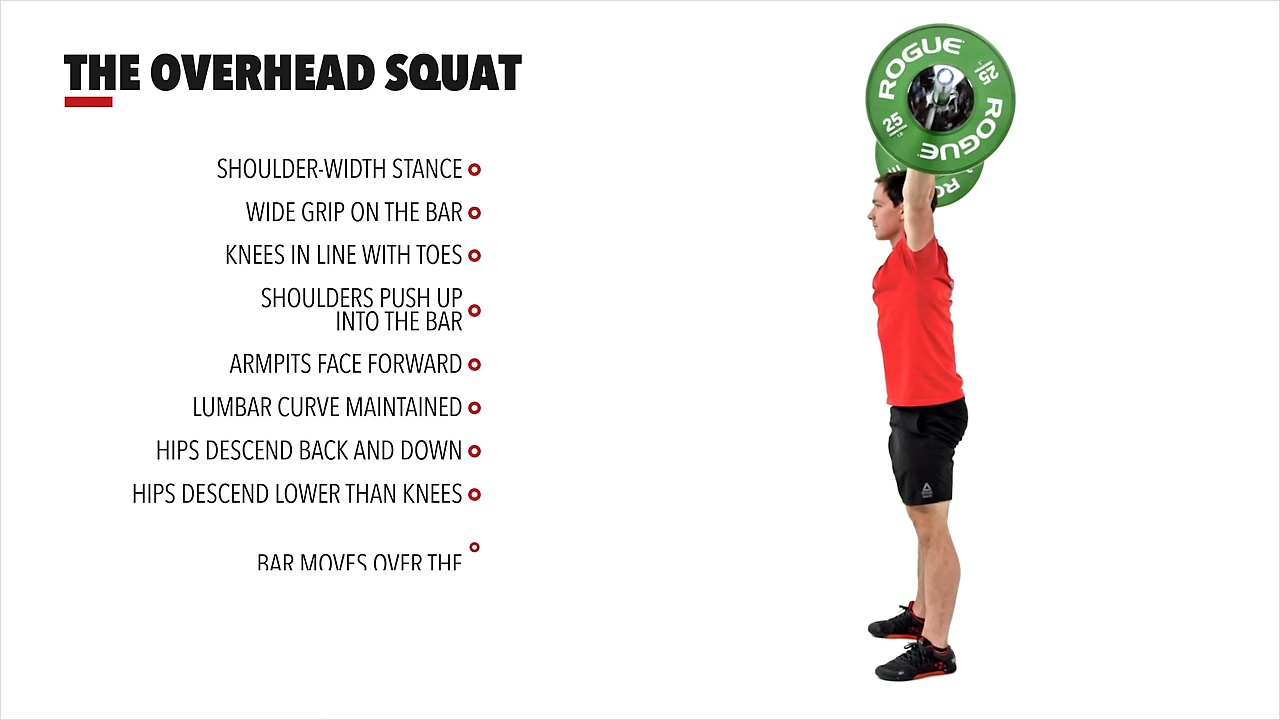 THE OVERHEAD SQUAT
SHOULDER-WIDTH STANCE
WIDE GRIP ON THE BAR
KNEES IN LINE WITH TOES
SHOULDERS PUSH UP
INTO THE BAR
ARMPITS FACE FORWARD
LUMBAR CURVE MAINTAINED
HIPS DESCEND BACK AND DOWN
HIPS DESCEND LOWER THAN KNEES
BAR MOVES OVER THE
ROGUE
25
ROGUE
25